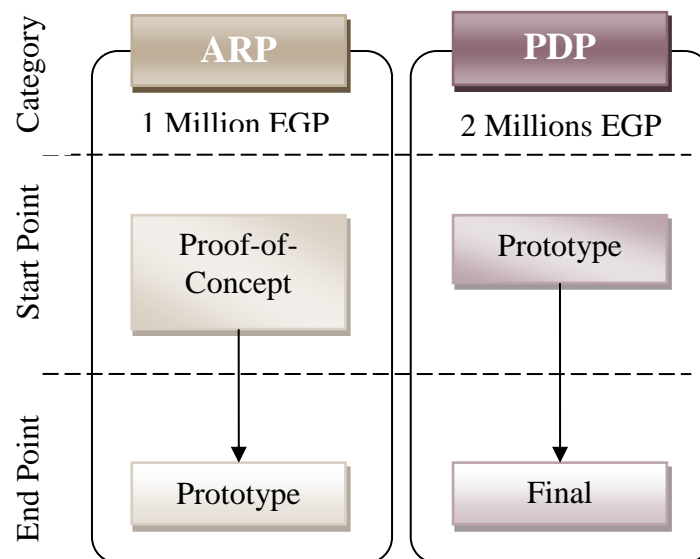 Category
ARP
PDP
1 Million EGP
2 Millions EGP
Start Point
Proof-of-
Concept
Prototype
End Point
Prototype
Final